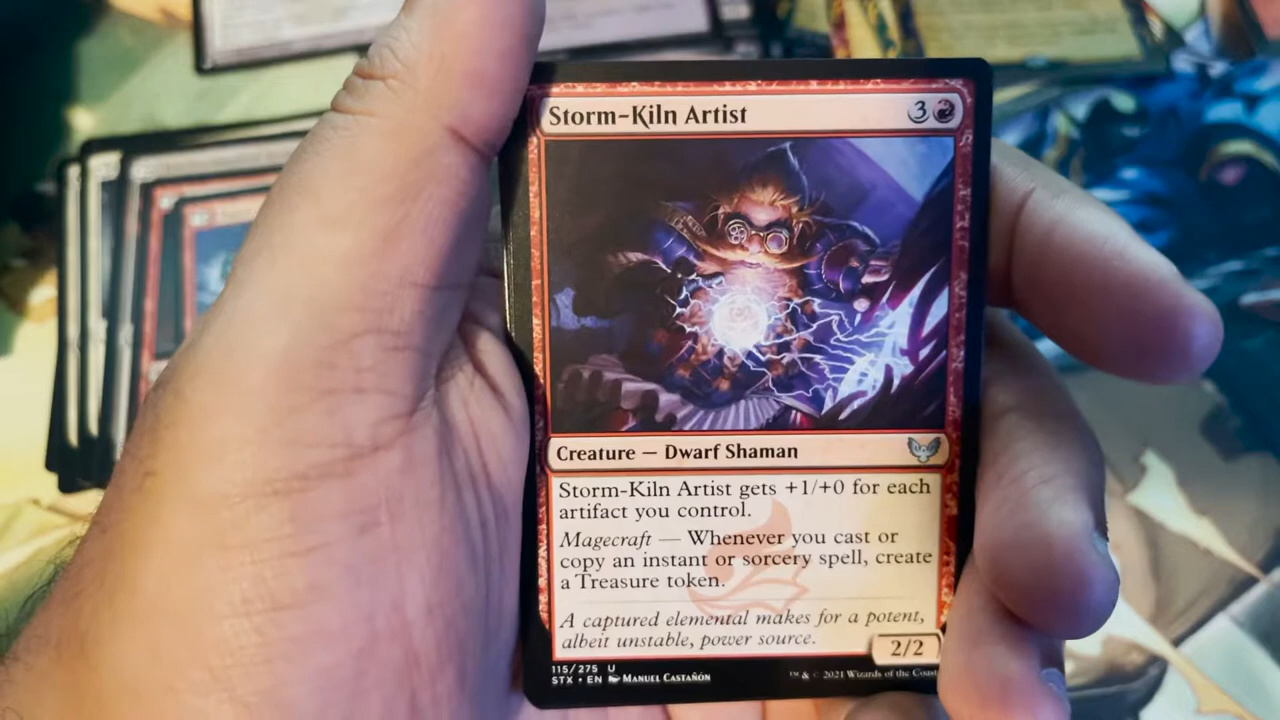 Storm-Kiln Artist 3
Creature — Dwarf Shaman
Storm-Kiln Artist gets +1/+0 for each
artifact you control.
Magecraft — Whenever you cast or
copy an instant or sorcery spell, create
a Treasure token.
A captured elemental makes for a potent,
albeit unstable, power source.
2/2
115/275 U
STX • EN Manuel Castañón
™ & © 2021 Wizards of the Coast